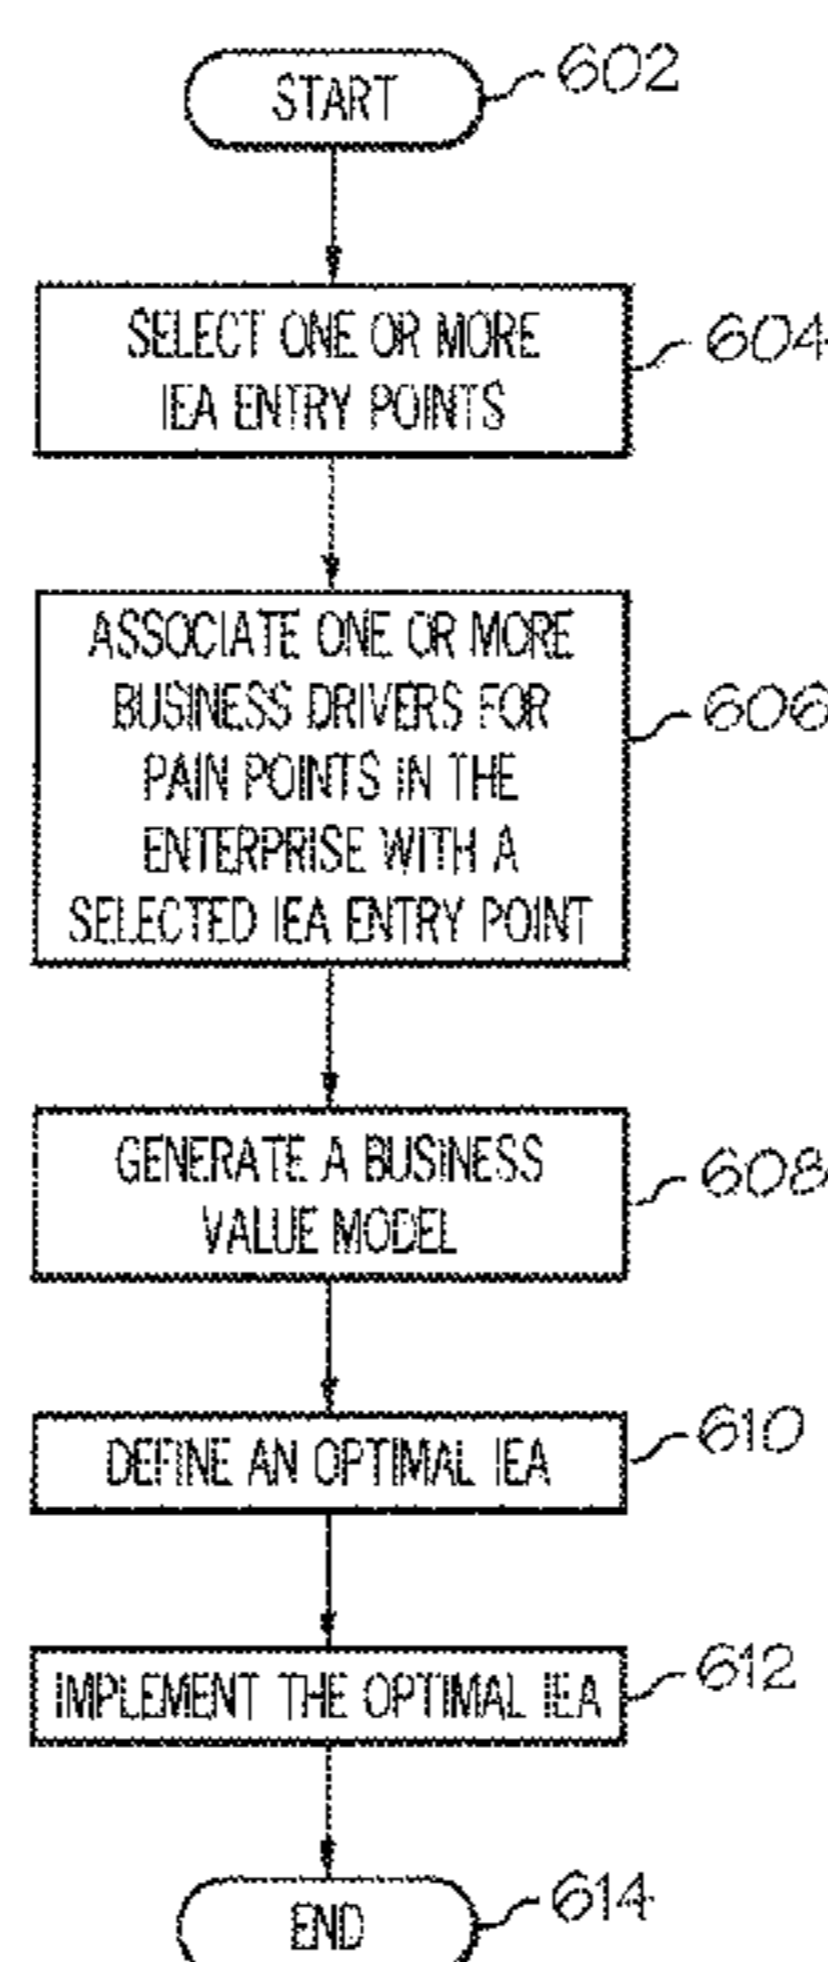 START
602
SELECT ONE OR MORE
IEA ENTRY POINTS
604
ASSOCIATE ONE OR MORE
BUSINESS DRIVERS FOR
PAIN POINTS IN THE
ENTERPRISE WITH A
SELECTED IEA ENTRY POINT
606
GENERATE A BUSINESS
VALUE MODEL
608
DEFINE AN OPTIMAL IEA
610
IMPLEMENT THE OPTIMAL IEA
612
END
614